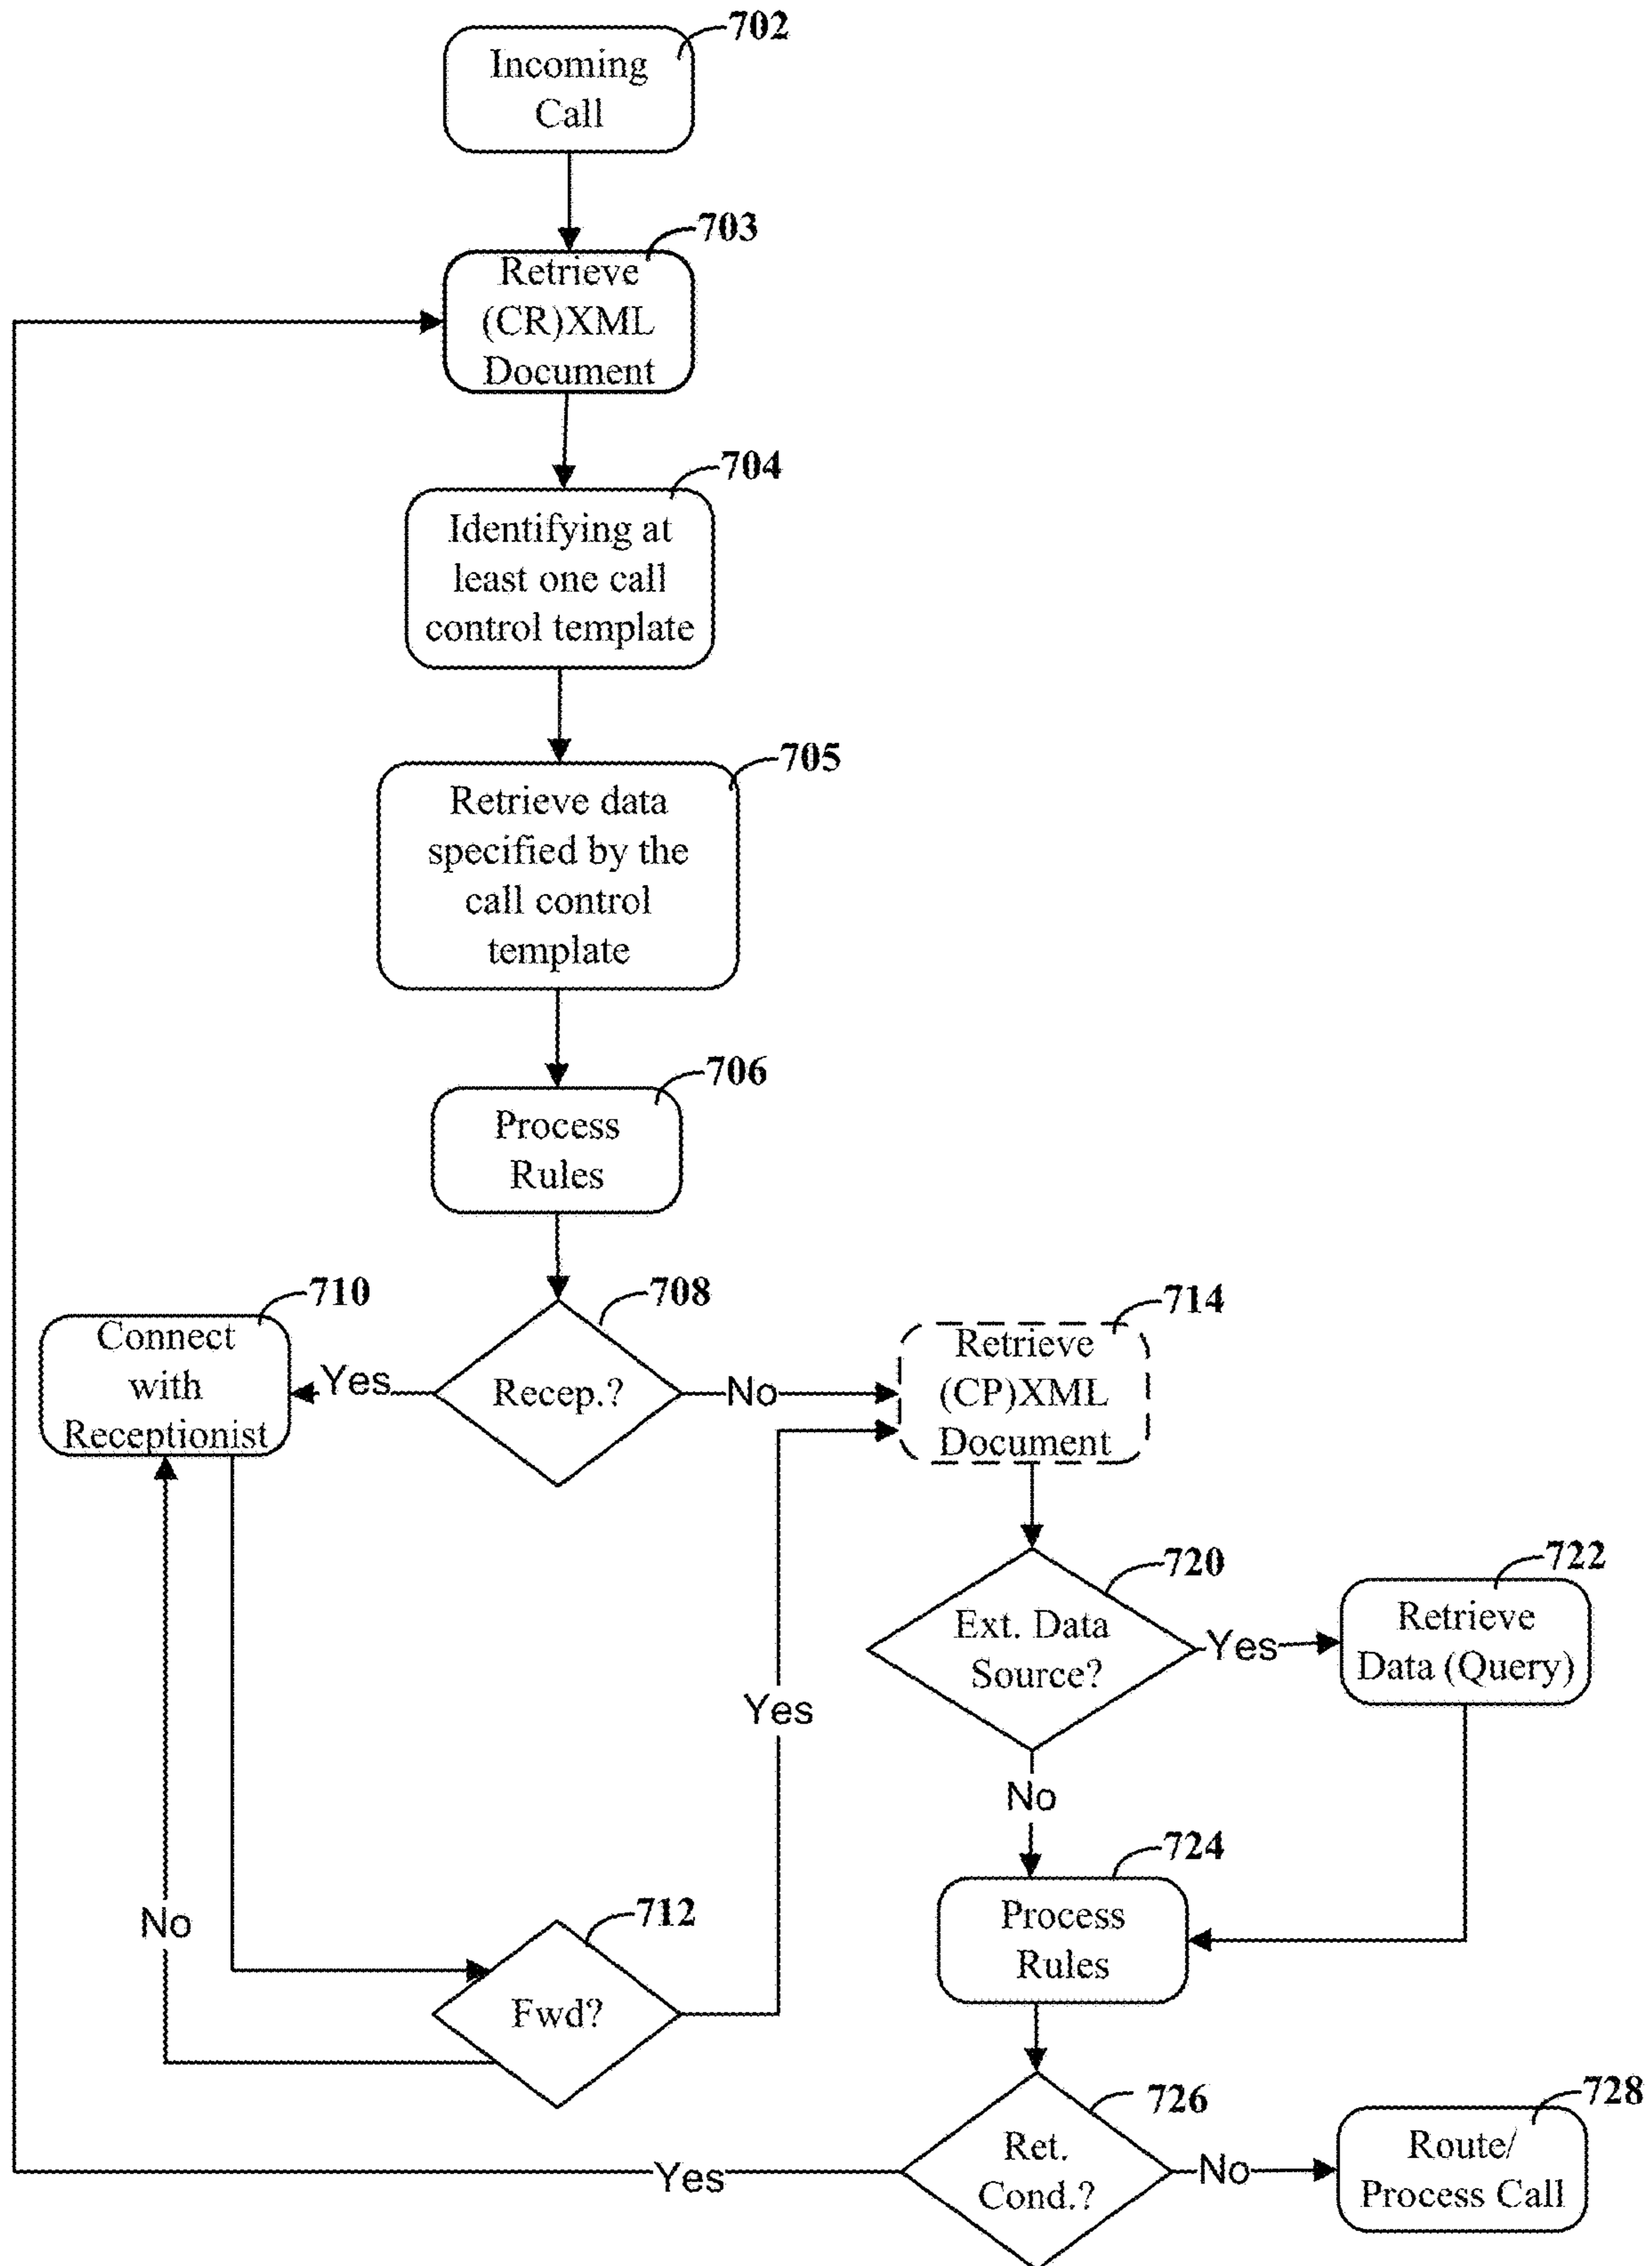 702
Incoming
Call
703
Retrieve
(CR)XML
Document
704
Identifying at
least one call
control template
705
Retrieve data
specified by the
call control
template
706
Process
Rules
708
Recep.?
Yes
No
710
Connect
with
Receptionist
714
Retrieve
(CP)XML
Document
720
Ext. Data
Source?
Yes
722
Retrieve
Data (Query)
No
Yes
No
712
Fwd?
724
Process
Rules
726
Ret.
Cond.?
Yes
No
728
Route/
Process Call